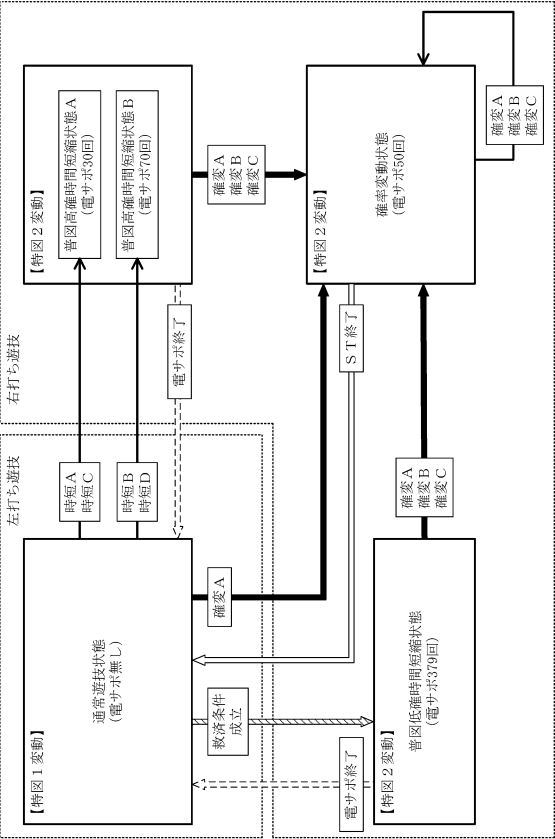 左打ち遊技
右打ち遊技
【特図１変動】
通常遊技状態
(電サポ無し)
時短Ａ
時短Ｃ
時短Ｂ
時短Ｄ
【特図２変動】
普図高確時間短縮状態Ａ
(電サポ30回)
普図高確時間短縮状態Ｂ
(電サポ70回)
電サポ終了
確変Ａ
確変Ａ
確変Ｂ
確変Ｃ
【特図２変動】
確率変動状態
(電サポ50回)
確変Ａ
確変Ｂ
確変Ｃ
ＳＴ終了
救済条件
成立
電サポ終了
【特図２変動】
普図低確時間短縮状態
(電サポ379回)
確変Ａ
確変Ｂ
確変Ｃ